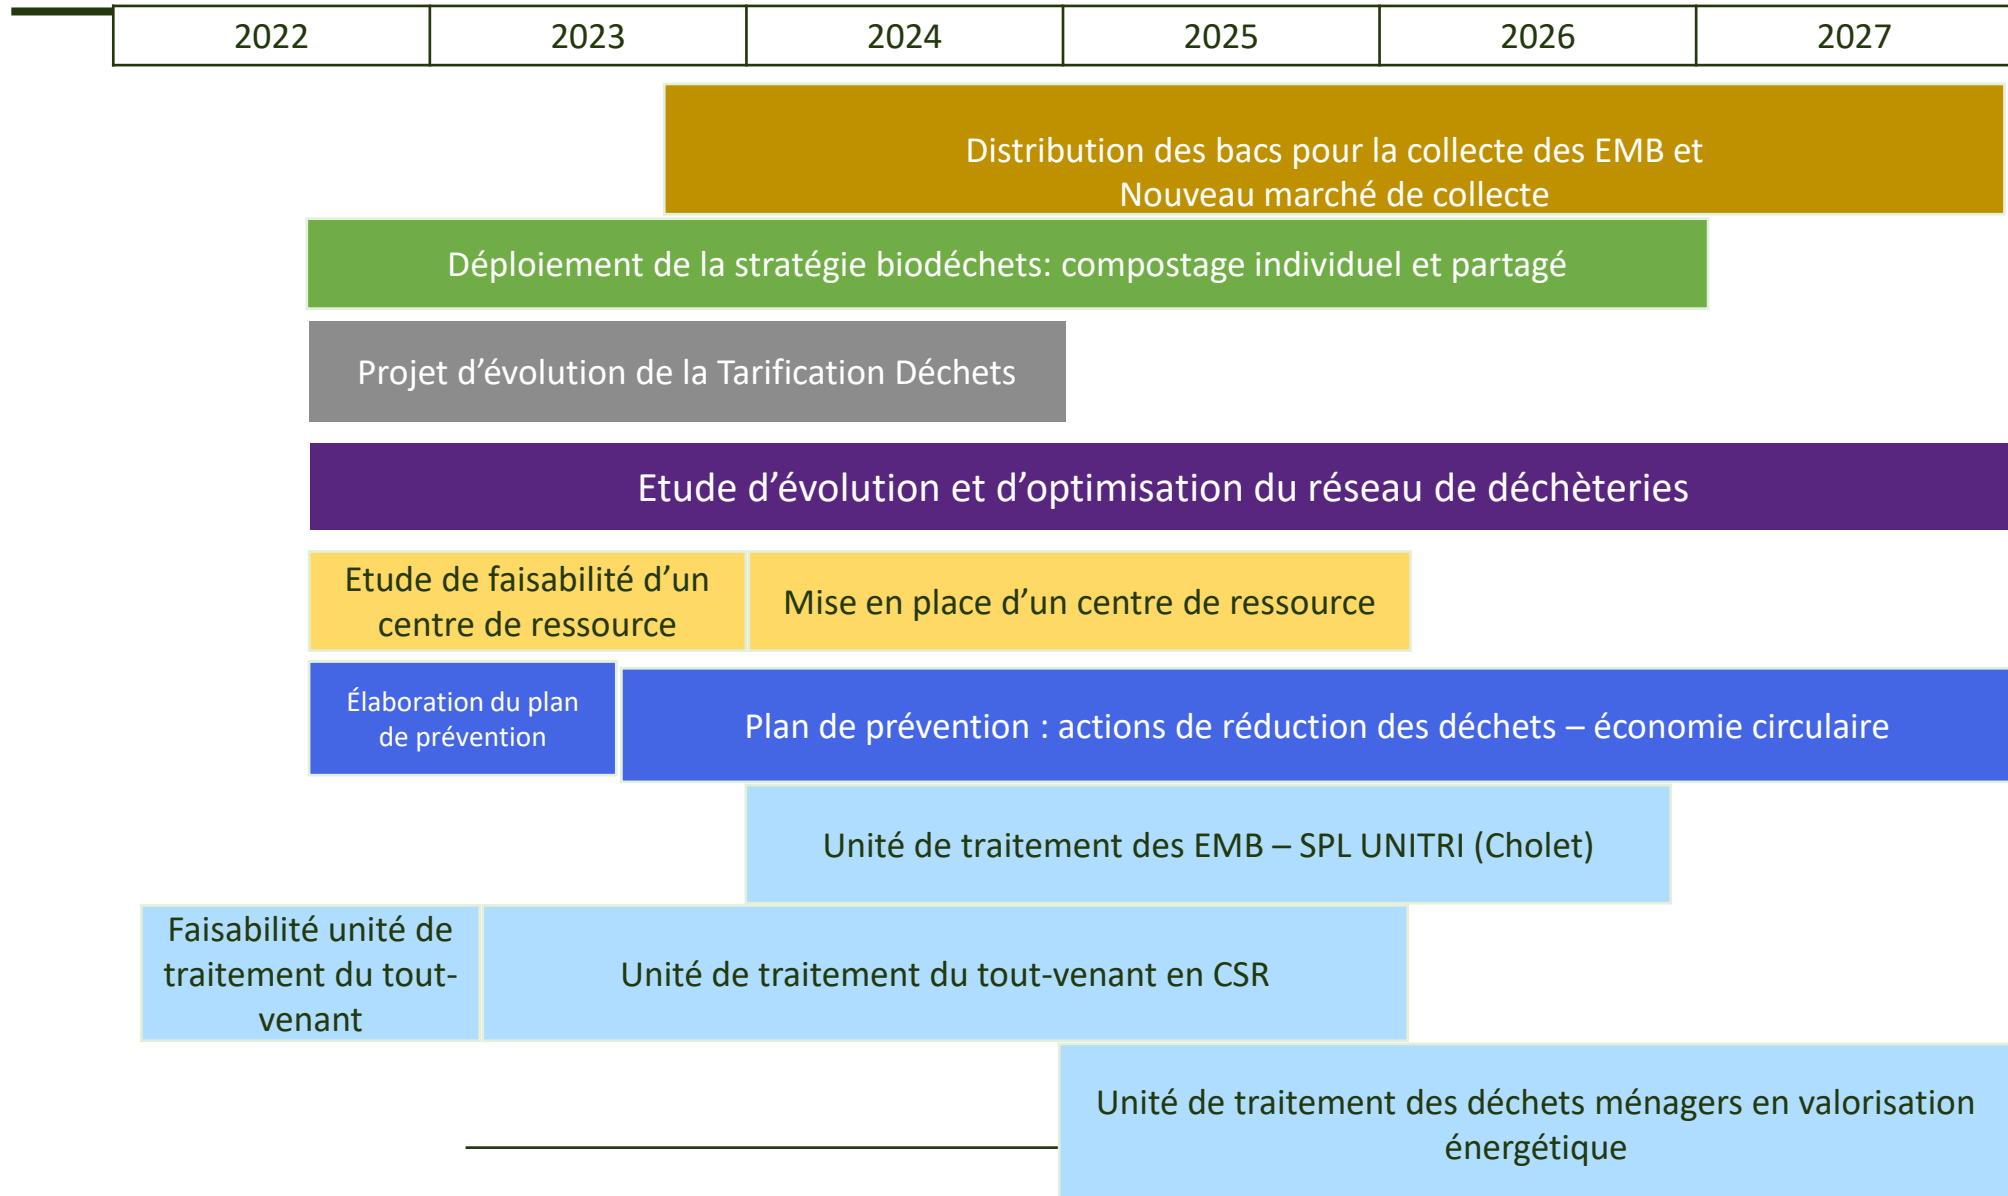 2022 2023 2024 2025 2026 2027
Distribution des bacs pour la collecte des EMB et
Nouveau marché de collecte
Déploiement de la stratégie biodéchets: compostage individuel et partagé
Projet d’évolution de la Tarification Déchets
Etude d’évolution et d’optimisation du réseau de déchèteries
Etude de faisabilité d’un
centre de ressource
Mise en place d’un centre de ressource
Élaboration du plan
de prévention
Plan de prévention : actions de réduction des déchets – économie circulaire
Unité de traitement des EMB – SPL UNITRI (Cholet)
Faisabilité unité de
traitement du tout-
venant
Unité de traitement du tout-venant en CSR
Unité de traitement des déchets ménagers en valorisation
énergétique